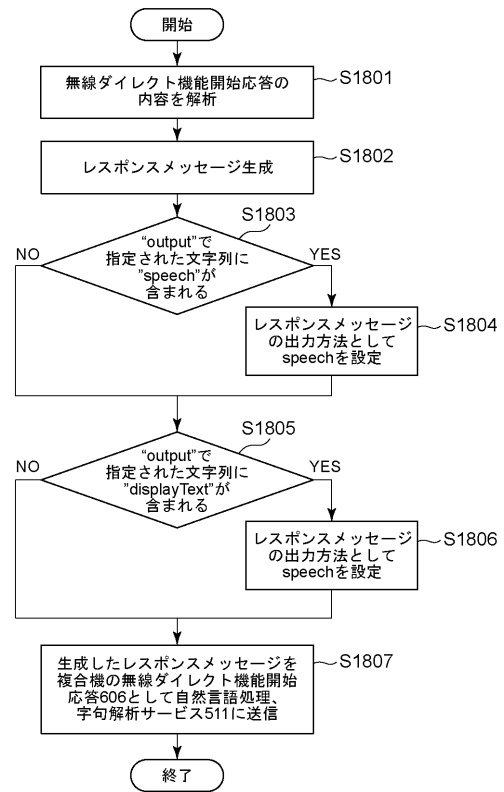 開始
無線ダイレクト機能開始応答の
内容を解析
S1801
レスポンスメッセージ生成
S1802
S1803
“output”で
指定された文字列に
”speech”が
含まれる
NO
YES
レスポンスメッセージ
の出力方法として
speechを設定
S1804
S1805
“output”で
指定された文字列に
”displayText”が
含まれる
NO
YES
レスポンスメッセージ
の出力方法として
speechを設定
S1806
生成したレスポンスメッセージを
複合機の無線ダイレクト機能開始
応答606として自然言語処理、
字句解析サービス511に送信
S1807
終了